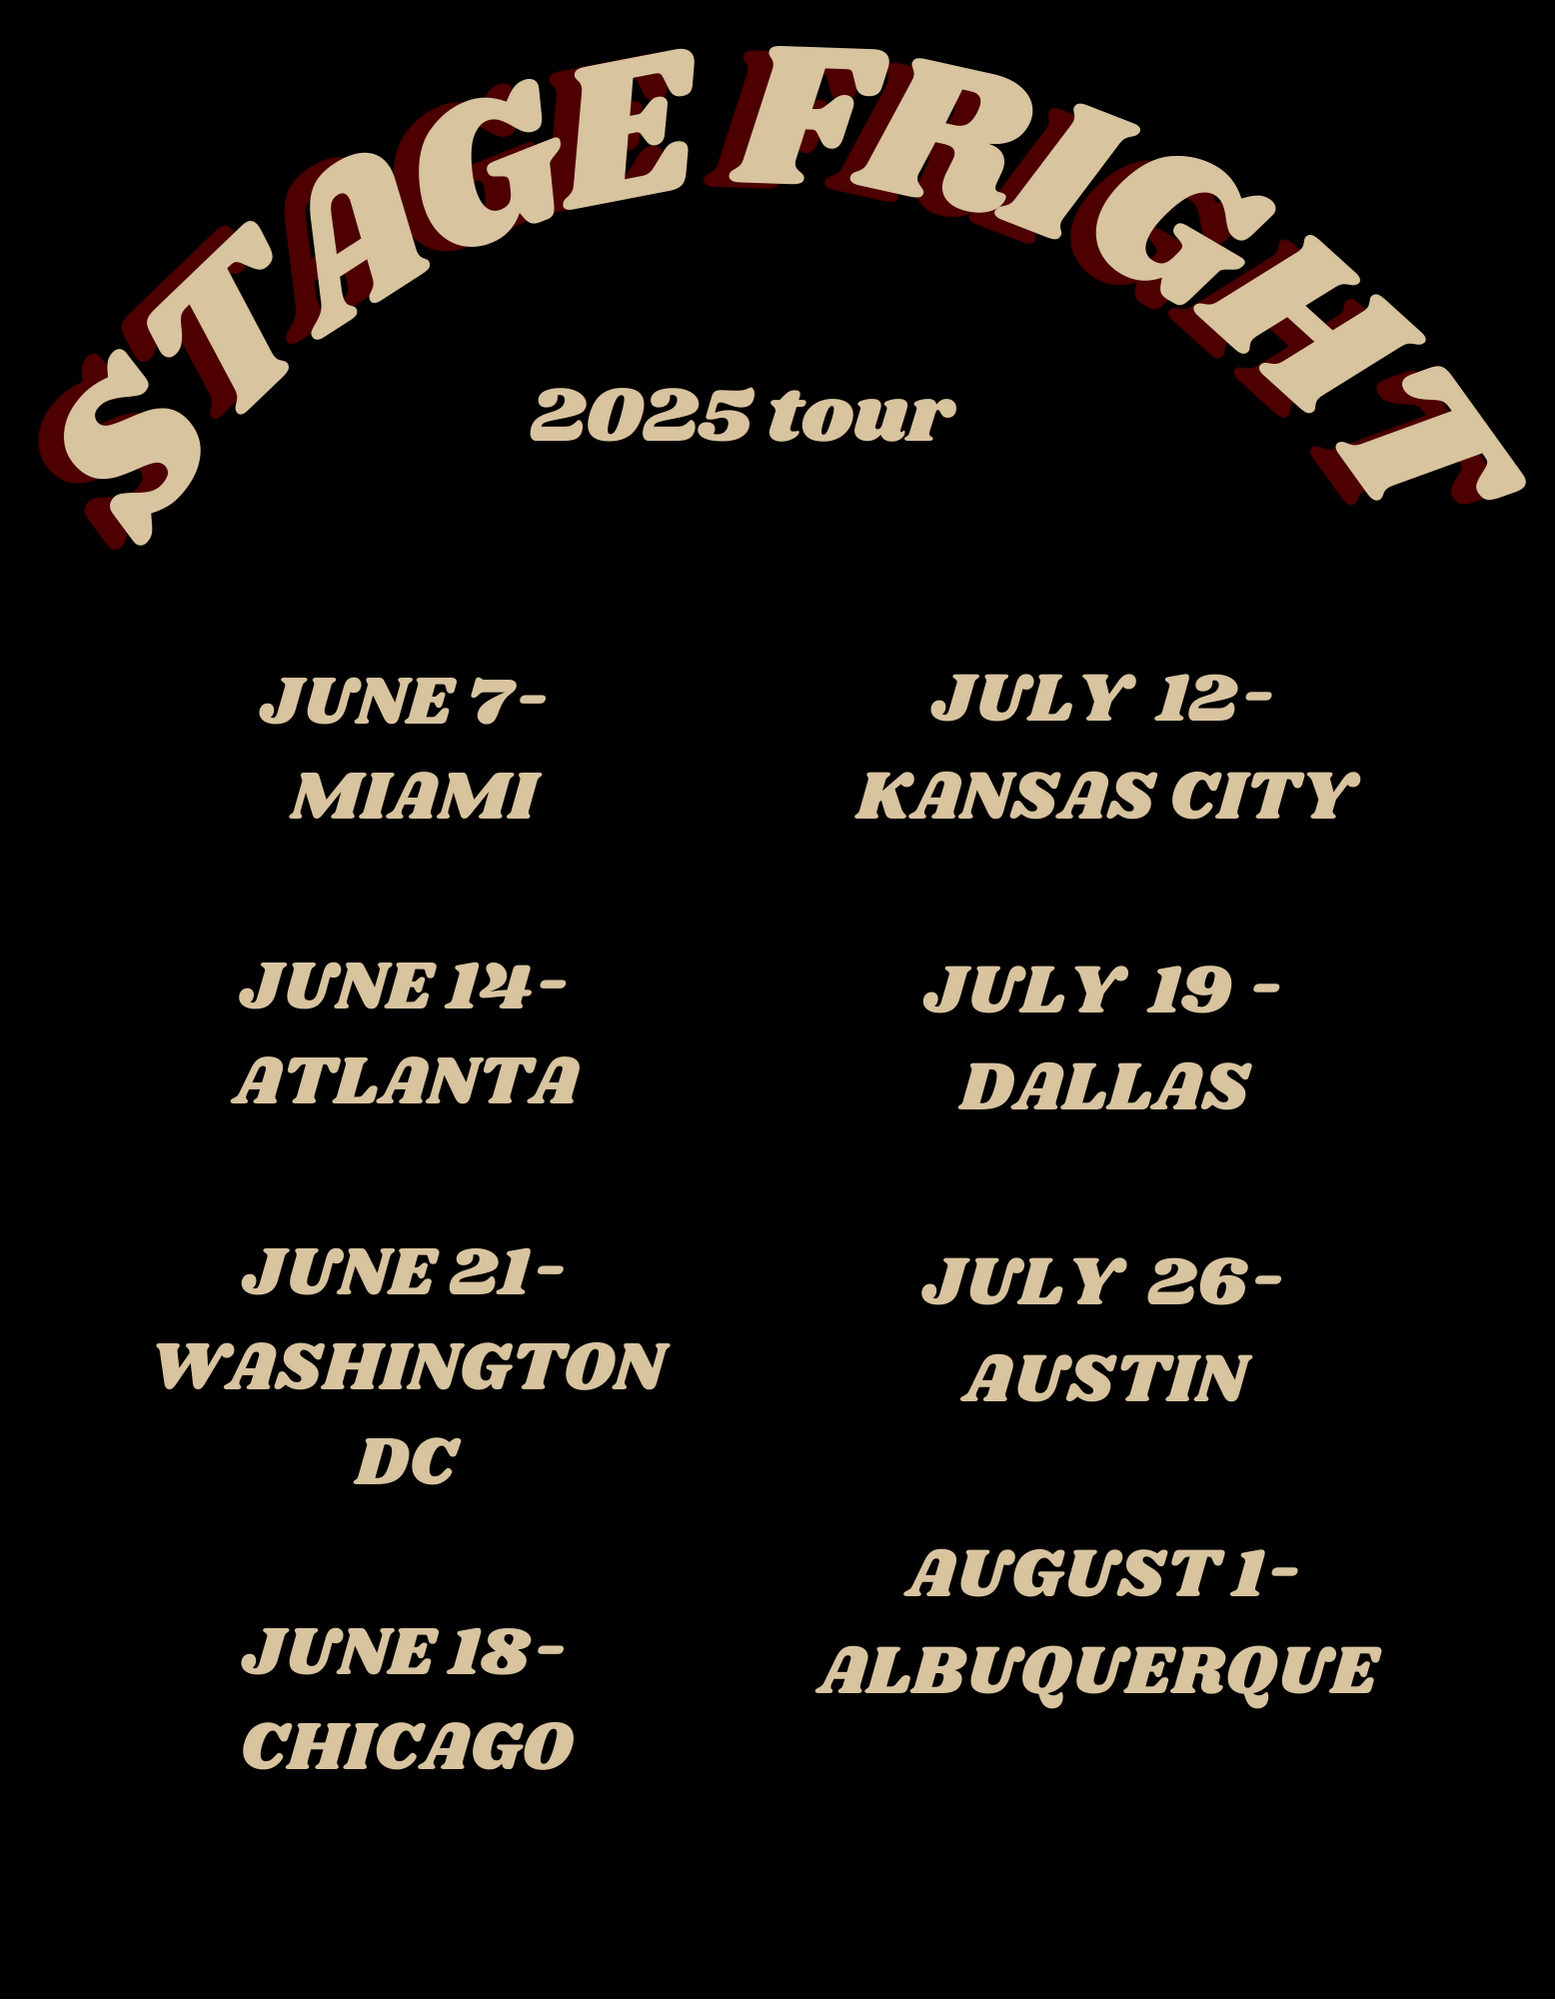 STAGE FRIGHT
2025 tour
JUNE 7-
MIAMI
JUNE 14-
ATLANTA
JUNE 21-
WASHINGTON
DC
JUNE 18-
CHICAGO
JULY 12-
KANSAS CITY
JULY 19 -
DALLAS
JULY 26-
AUSTIN
AUGUST 1-
ALBUQUERQUE